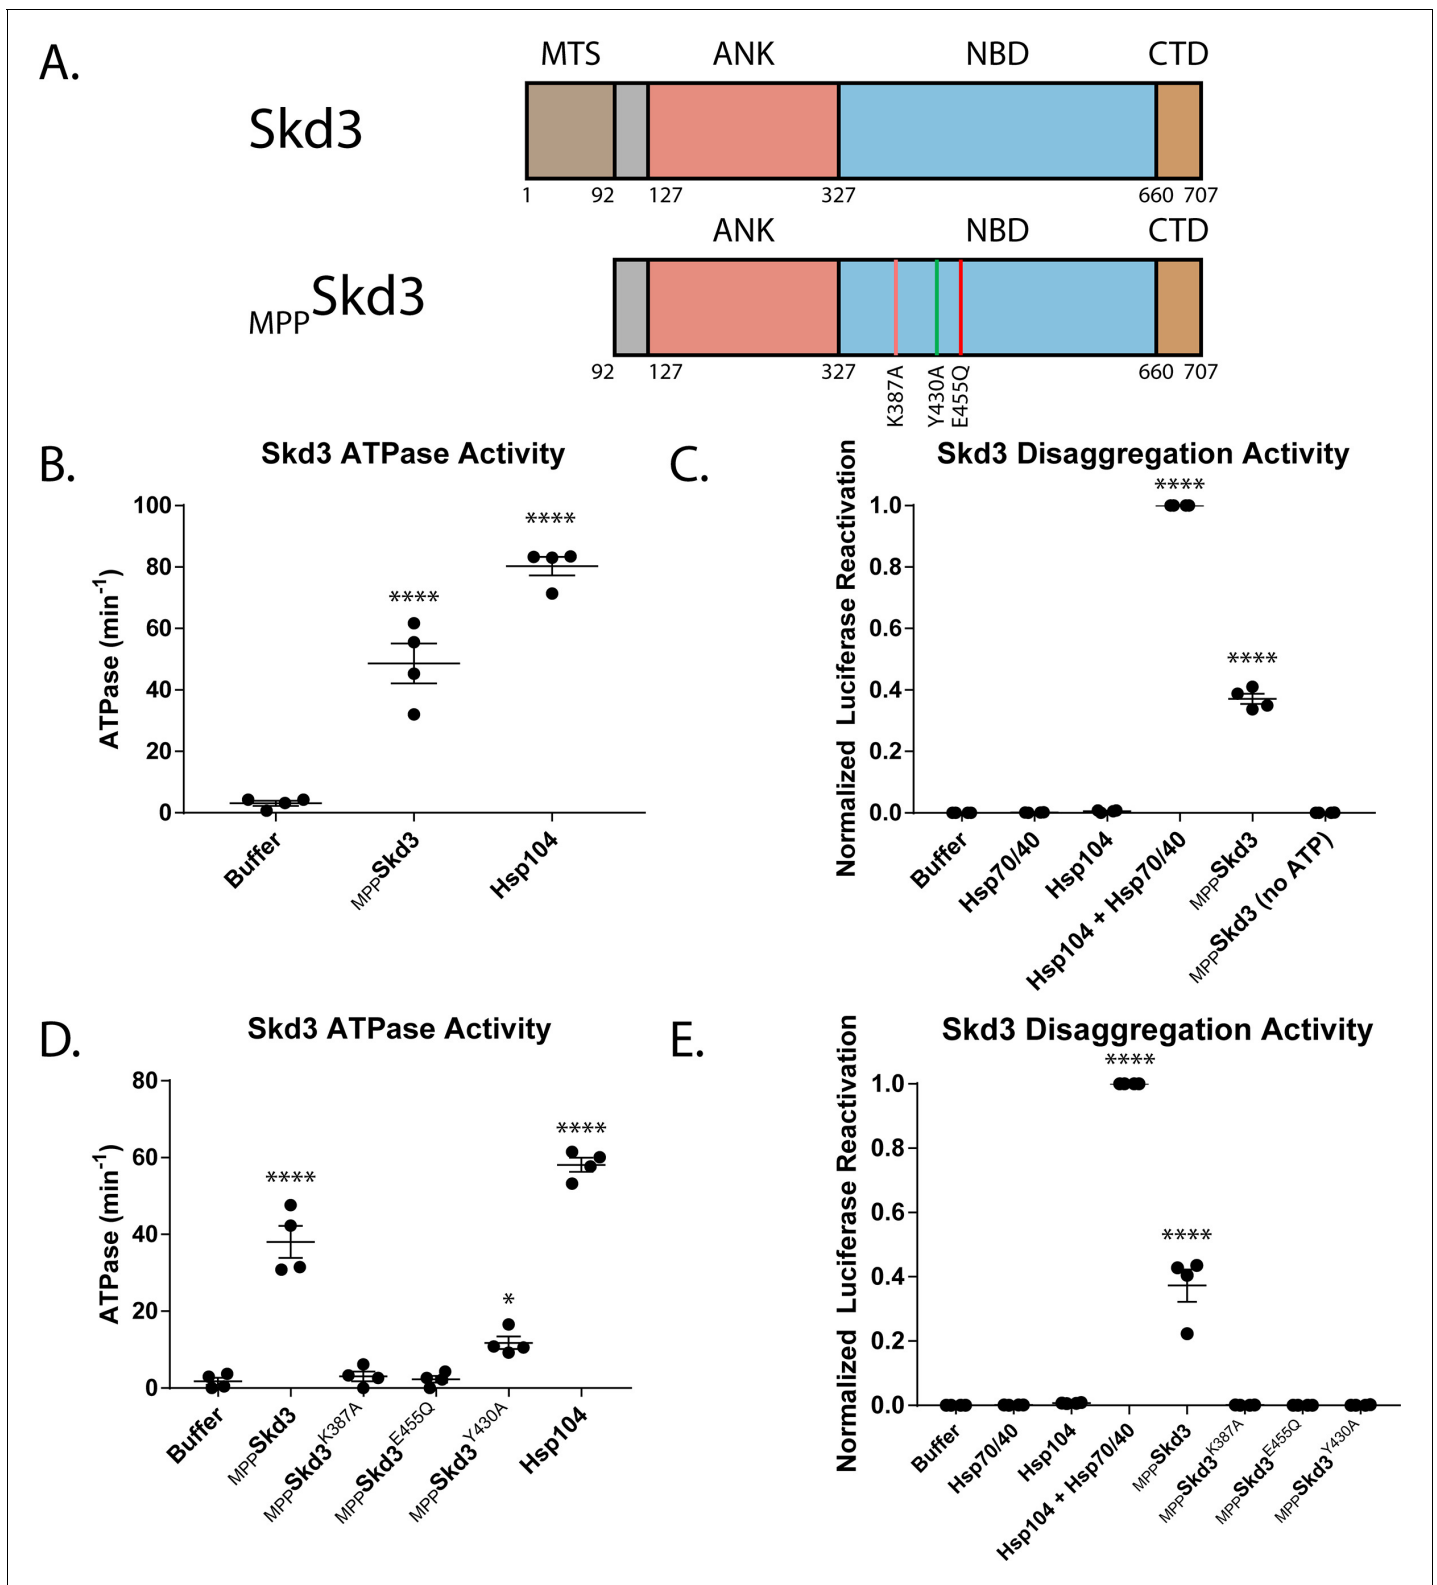 A.
MTS ANK NBD CTD
Skd3
1 92 127 327 660 707
ANK NBD CTD
MPPSkd3
92 127 327 660 707
K387A Y430A E455Q
B.
Skd3 ATPase Activity
ATPase (min-1)
100
80
60
40
20
0
****
****
Buffer
MPPSkd3
Hsp104
C.
Skd3 Disaggregation Activity
Normalized Luciferase Reactivation
1.0
0.8
0.6
0.4
0.2
0.0
****
****
Buffer
Hsp70/40
Hsp104
Hsp104 + Hsp70/40
MPPSkd3
MPPSkd3 (no ATP)
D.
Skd3 ATPase Activity
ATPase (min-1)
80
60
40
20
0
****
*
****
Buffer
MPPSkd3
MPPSkd3K387A
MPPSkd3E455Q
MPPSkd3Y430A
Hsp104
E.
Skd3 Disaggregation Activity
Normalized Luciferase Reactivation
1.0
0.8
0.6
0.4
0.2
0.0
****
****
Buffer
Hsp70/40
Hsp104
Hsp104 + Hsp70/40
MPPSkd3
MPPSkd3K387A
MPPSkd3E455Q
MPPSkd3Y430A